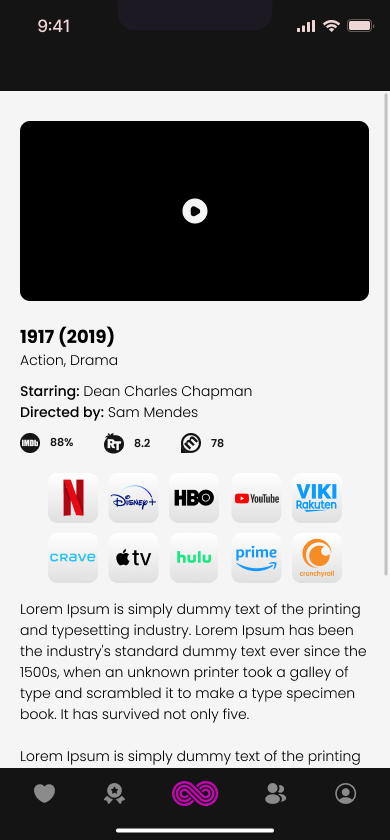 9:41
1917 (2019)
Action, Drama
Starring: Dean Charles Chapman
Directed by: Sam Mendes
IMDb 88% RT 8.2 78
N Disney+ HBO YouTube VIKI Rakuten
CRAVE tv hulu prime crunchyroll
Lorem Ipsum is simply dummy text of the printing
and typesetting industry. Lorem Ipsum has been
the industry's standard dummy text ever since the
1500s, when an unknown printer took a galley of
type and scrambled it to make a type specimen
book. It has survived not only five.
Lorem Ipsum is simply dummy text of the printing